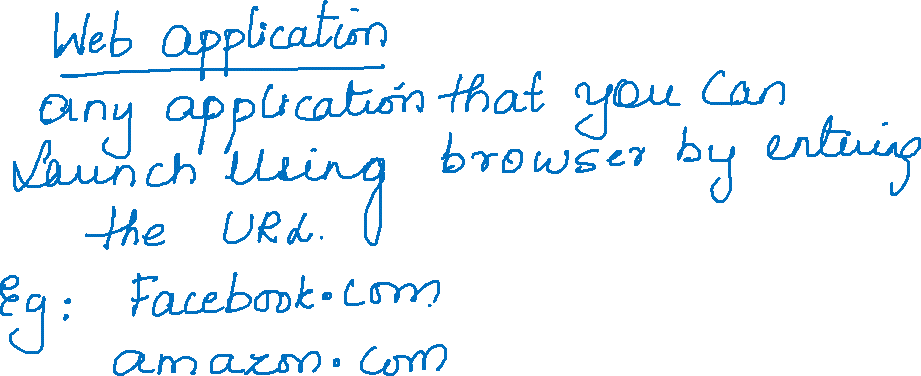 Web application
any application that you can
Launch Using browser by entering
the URL.
Eg: Facebook.com
amazon.com